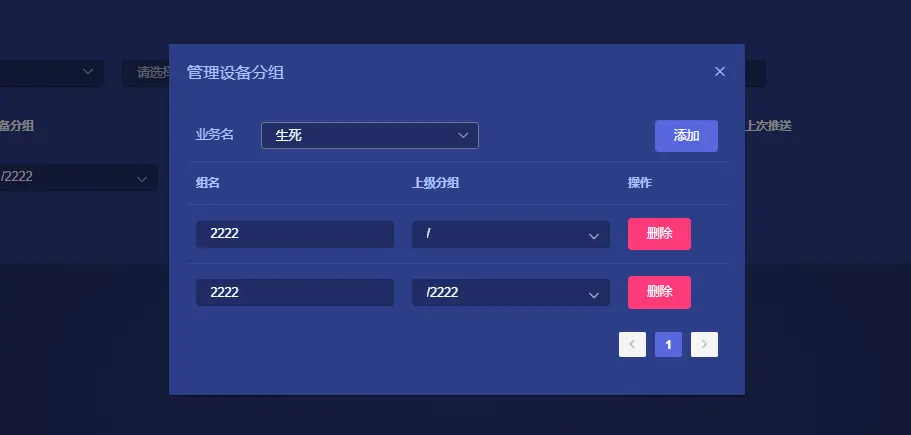 管理设备分组
请选择
备分组
上次推送
/2222
业务名
生死
添加
组名 上级分组 操作
2222 / 删除
2222 /2222 删除
1